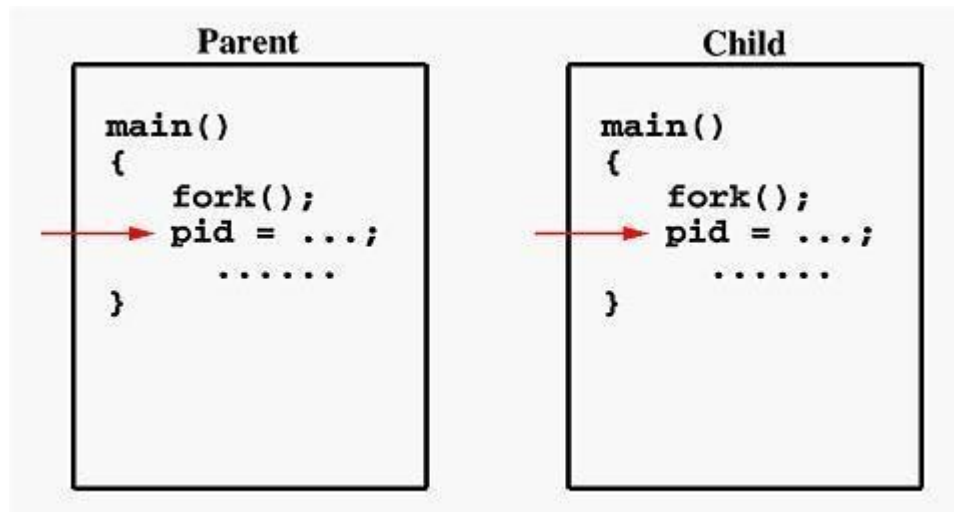 Parent
main()
{
fork();
pid = ...;
......
}
Child
main()
{
fork();
pid = ...;
......
}